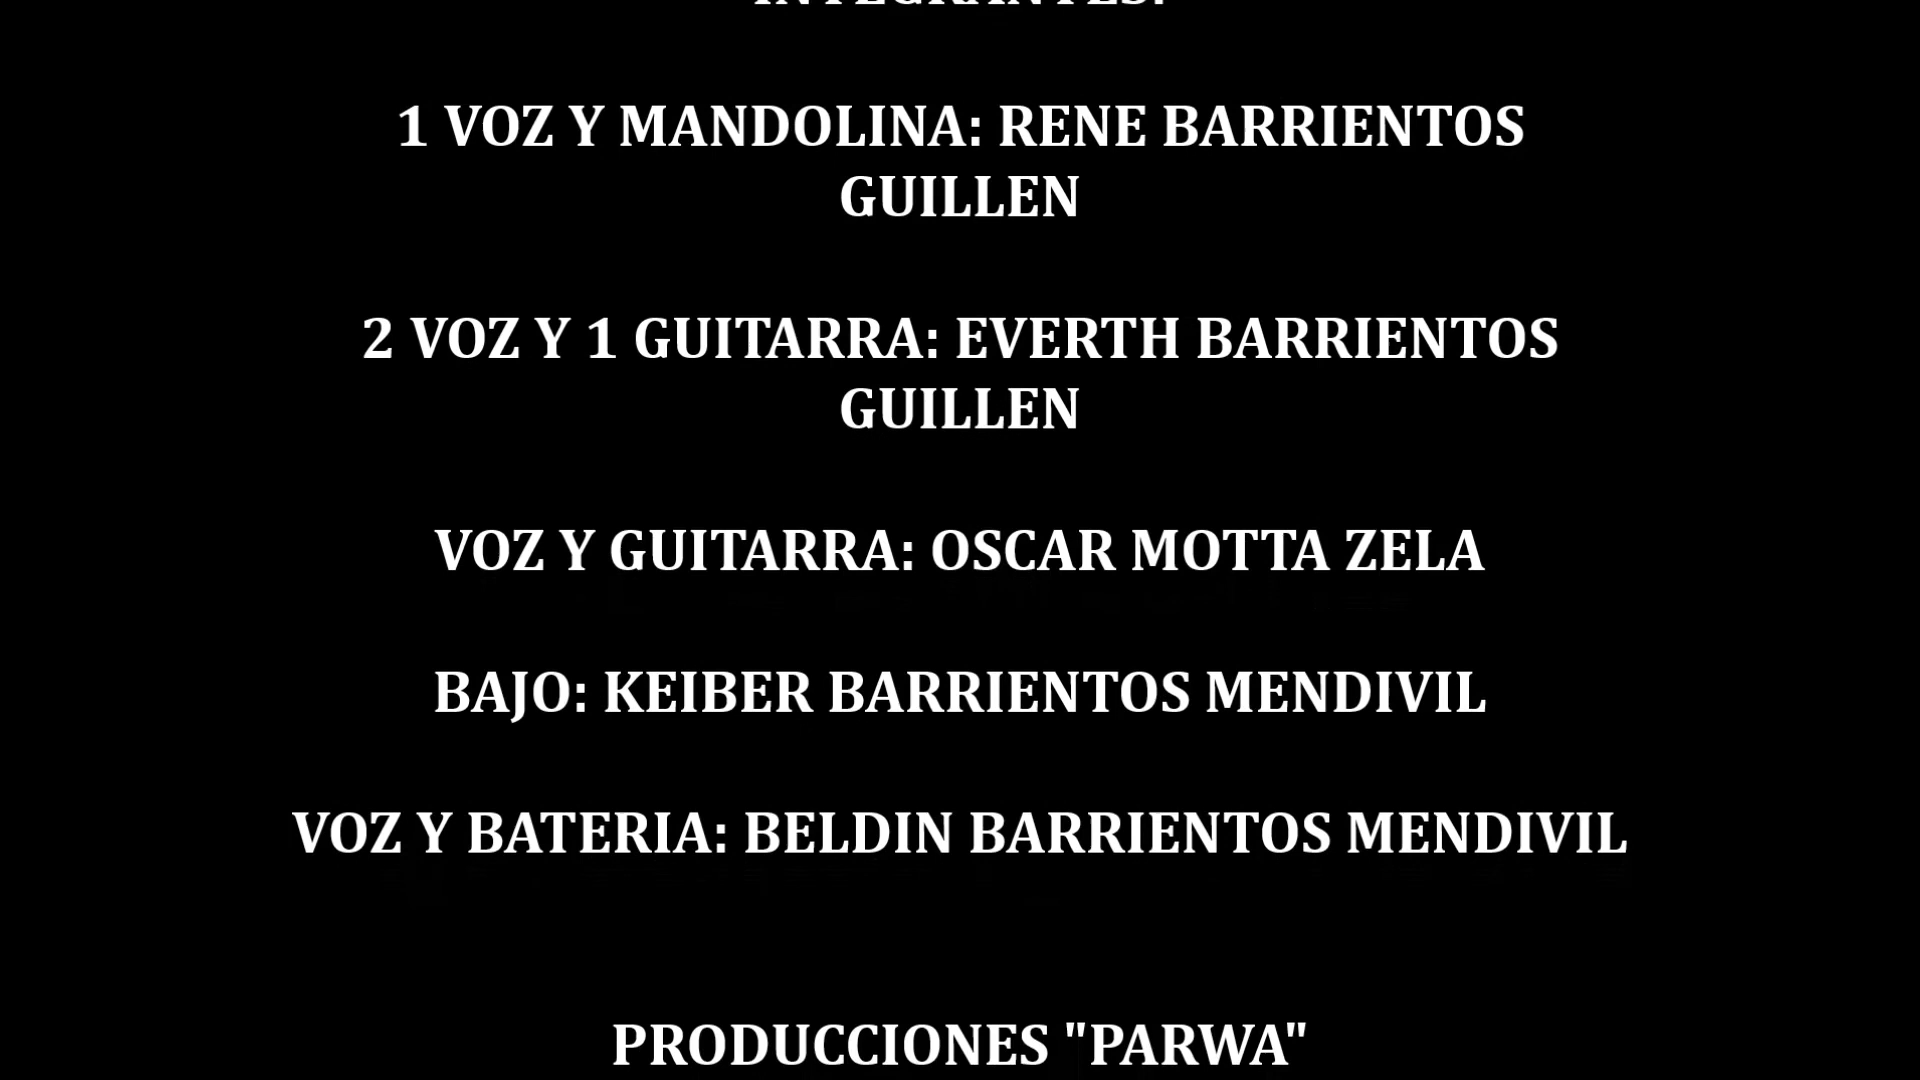 INTEGRANTES:
1 VOZ Y MANDOLINA: RENE BARRIENTOS
GUILLEN
2 VOZ Y 1 GUITARRA: EVERTH BARRIENTOS
GUILLEN
VOZ Y GUITARRA: OSCAR MOTTA ZELA
BAJO: KEIBER BARRIENTOS MENDIVIL
VOZ Y BATERIA: BELDIN BARRIENTOS MENDIVIL
PRODUCCIONES "PARWA"